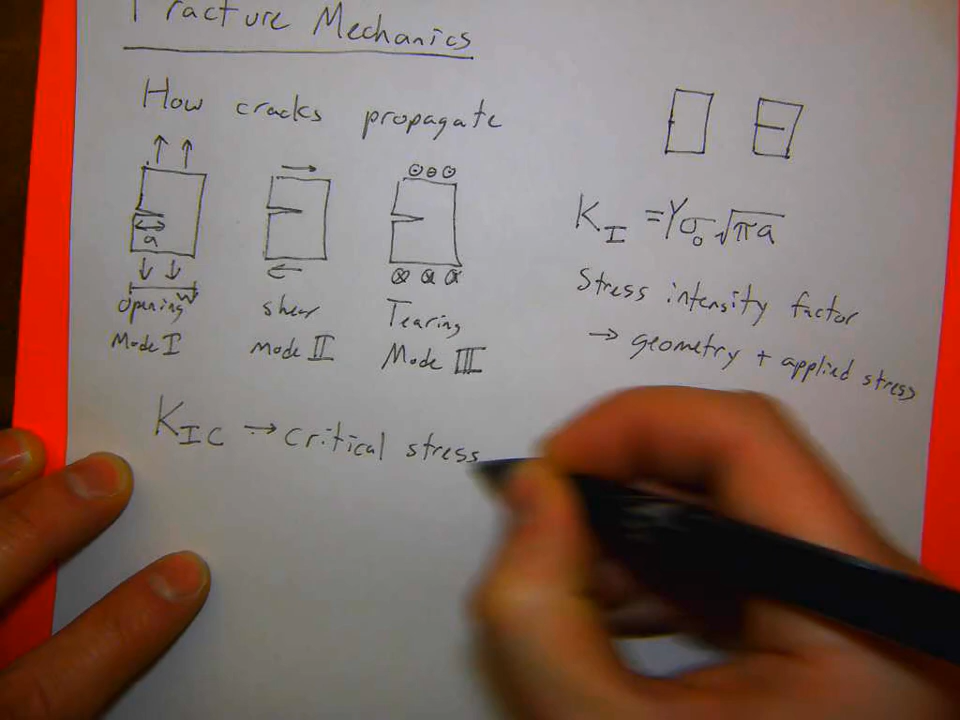 Fracture Mechanics
How cracks propagate
a
w
opening
Mode I
shear
mode II
Tearing
Mode III
K_I = Yσ₀√πa
Stress intensity factor
→ geometry + applied stress
K_IC → critical stress